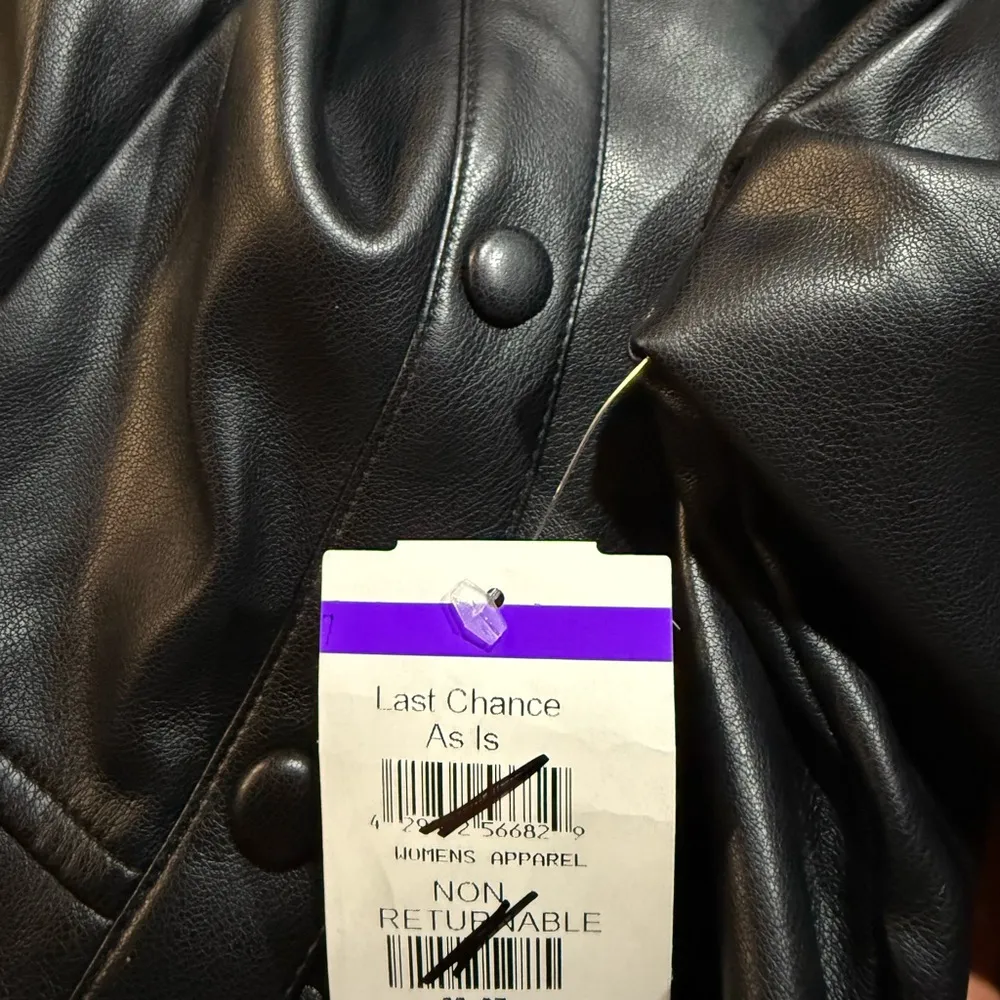 Last Chance
As Is
WOMENS APPAREL
NON
RETURNABLE